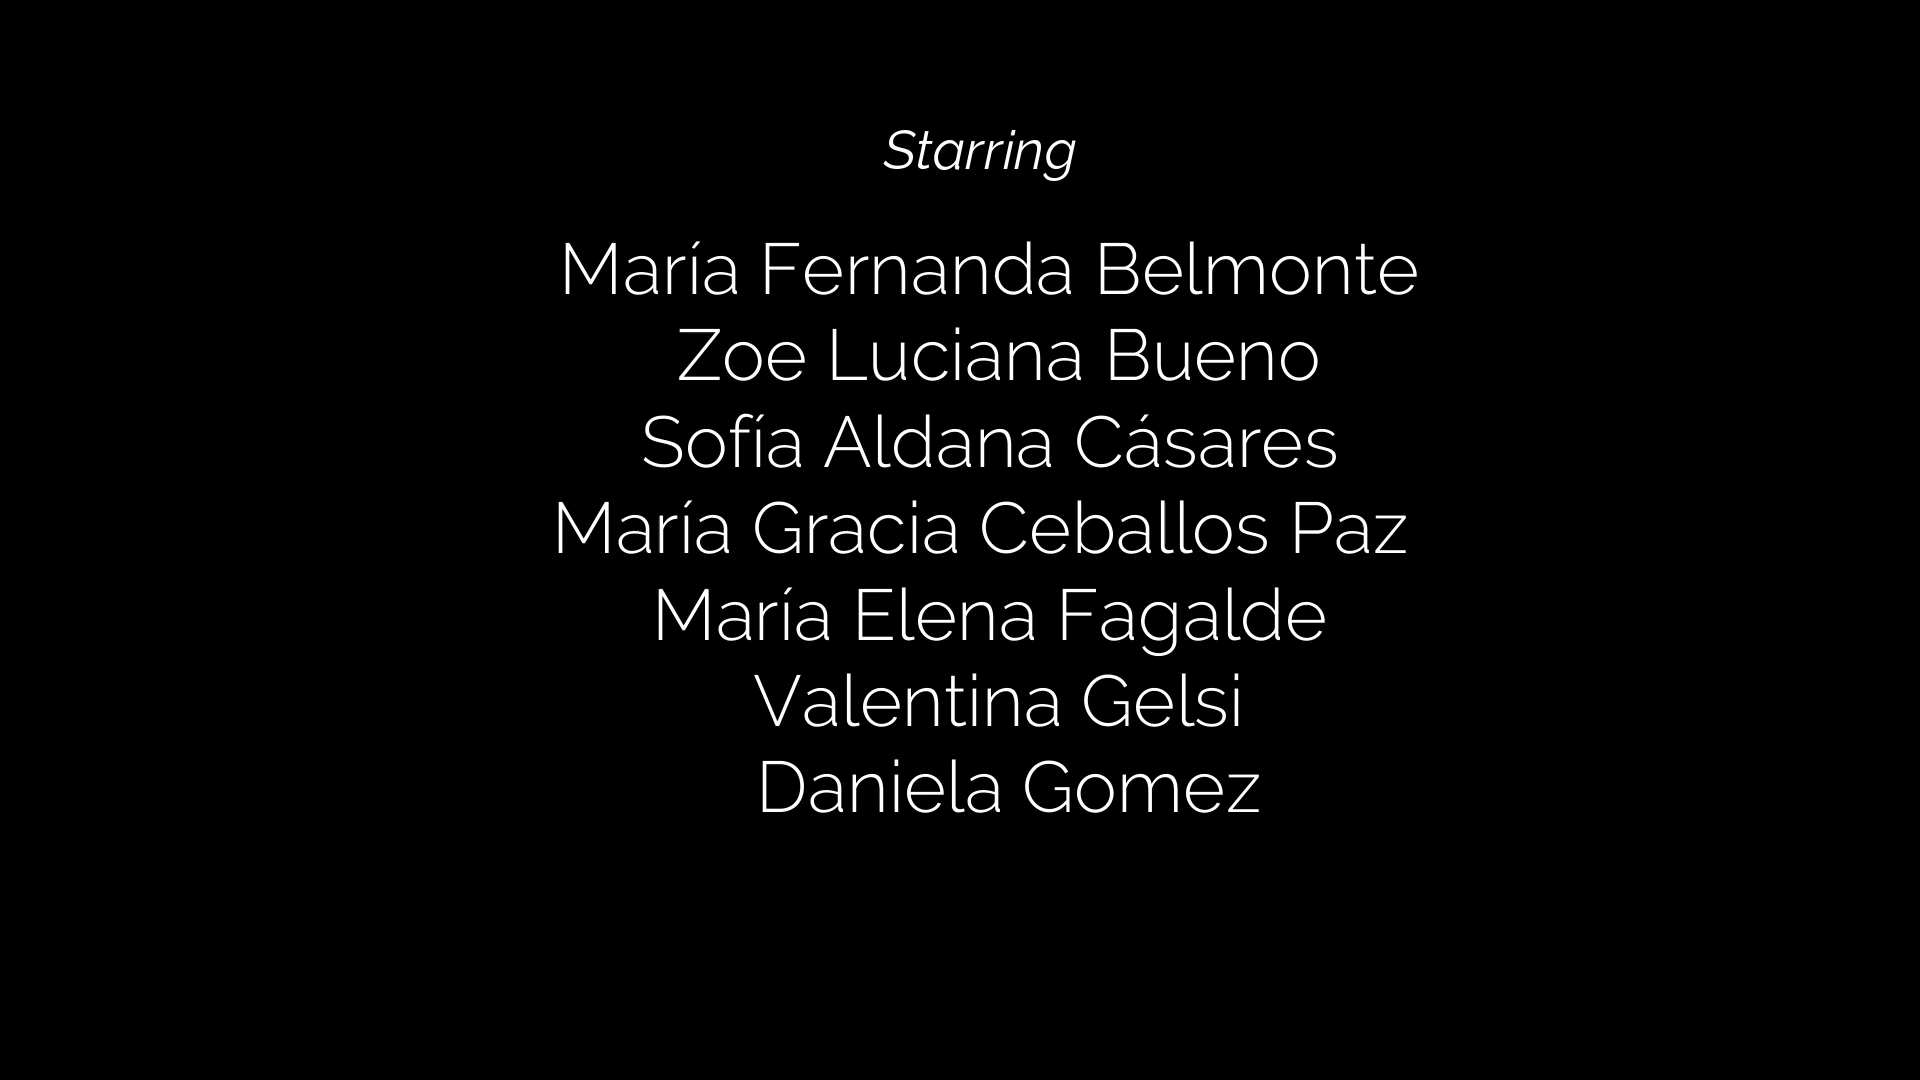 Starring
María Fernanda Belmonte
Zoe Luciana Bueno
Sofía Aldana Cásares
María Gracia Ceballos Paz
María Elena Fagalde
Valentina Gelsi
Daniela Gomez